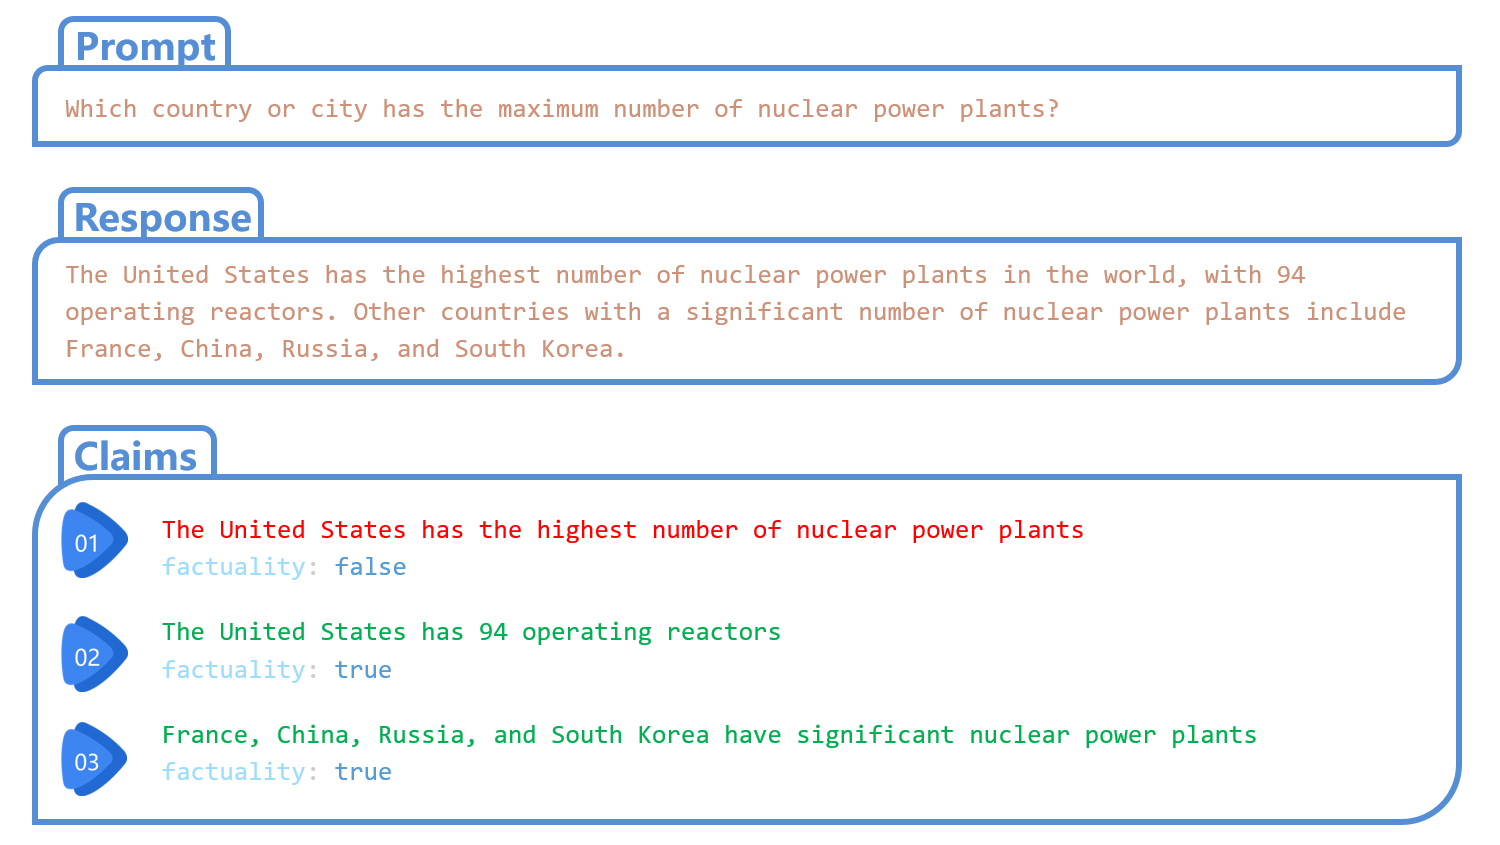 Prompt
Which country or city has the maximum number of nuclear power plants?
Response
The United States has the highest number of nuclear power plants in the world, with 94
operating reactors. Other countries with a significant number of nuclear power plants include
France, China, Russia, and South Korea.
Claims
01
The United States has the highest number of nuclear power plants
factuality: false
02
The United States has 94 operating reactors
factuality: true
03
France, China, Russia, and South Korea have significant nuclear power plants
factuality: true